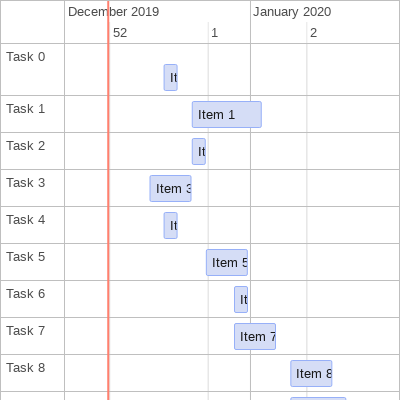 December 2019 January 2020
52 1 2
Task 0
It
Task 1 Item 1
Task 2 It
Task 3 Item 3
Task 4 It
Task 5 Item 5
Task 6 It
Task 7 Item 7
Task 8 Item 8